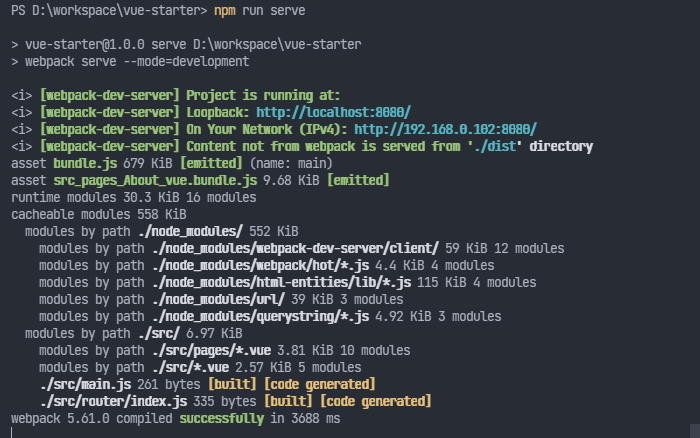 PS D:\workspace\vue-starter> npm run serve
> vue-starter@1.0.0 serve D:\workspace\vue-starter
> webpack serve --mode=development
<i> [webpack-dev-server] Project is running at:
<i> [webpack-dev-server] Loopback: http://localhost:8080/
<i> [webpack-dev-server] On Your Network (IPv4): http://192.168.0.102:8080/
<i> [webpack-dev-server] Content not from webpack is served from './dist' directory
asset bundle.js 679 KiB [emitted] (name: main)
asset src_pages_About_vue.bundle.js 9.68 KiB [emitted]
runtime modules 30.3 KiB 16 modules
cacheable modules 558 KiB
  modules by path ./node_modules/ 552 KiB
    modules by path ./node_modules/webpack-dev-server/client/ 59 KiB 12 modules
    modules by path ./node_modules/webpack/hot/*.js 4.4 KiB 4 modules
    modules by path ./node_modules/html-entities/lib/*.js 115 KiB 4 modules
    modules by path ./node_modules/url/ 39 KiB 3 modules
    modules by path ./node_modules/querystring/*.js 4.92 KiB 3 modules
  modules by path ./src/ 6.97 KiB
    modules by path ./src/pages/*.vue 3.81 KiB 10 modules
    modules by path ./src/*.vue 2.57 KiB 5 modules
    ./src/main.js 261 bytes [built] [code generated]
    ./src/router/index.js 335 bytes [built] [code generated]
webpack 5.61.0 compiled successfully in 3688 ms